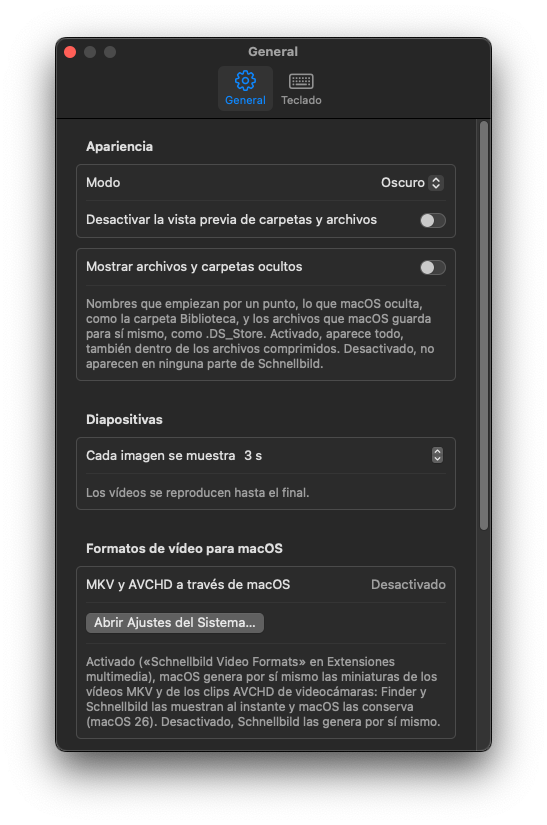 General
General
Teclado
Apariencia
Modo
Oscuro
Desactivar la vista previa de carpetas y archivos
Mostrar archivos y carpetas ocultos
Nombres que empiezan por un punto, lo que macOS oculta,
como la carpeta Biblioteca, y los archivos que macOS guarda
para sí mismo, como .DS_Store. Activado, aparece todo,
también dentro de los archivos comprimidos. Desactivado, no
aparecen en ninguna parte de Schnellbild.
Diapositivas
Cada imagen se muestra 3 s
Los vídeos se reproducen hasta el final.
Formatos de vídeo para macOS
MKV y AVCHD a través de macOS
Desactivado
Abrir Ajustes del Sistema...
Activado («Schnellbild Video Formats» en Extensiones
multimedia), macOS genera por sí mismo las miniaturas de los
vídeos MKV y de los clips AVCHD de videocámaras: Finder y
Schnellbild las muestran al instante y macOS las conserva
(macOS 26). Desactivado, Schnellbild las genera por sí mismo.